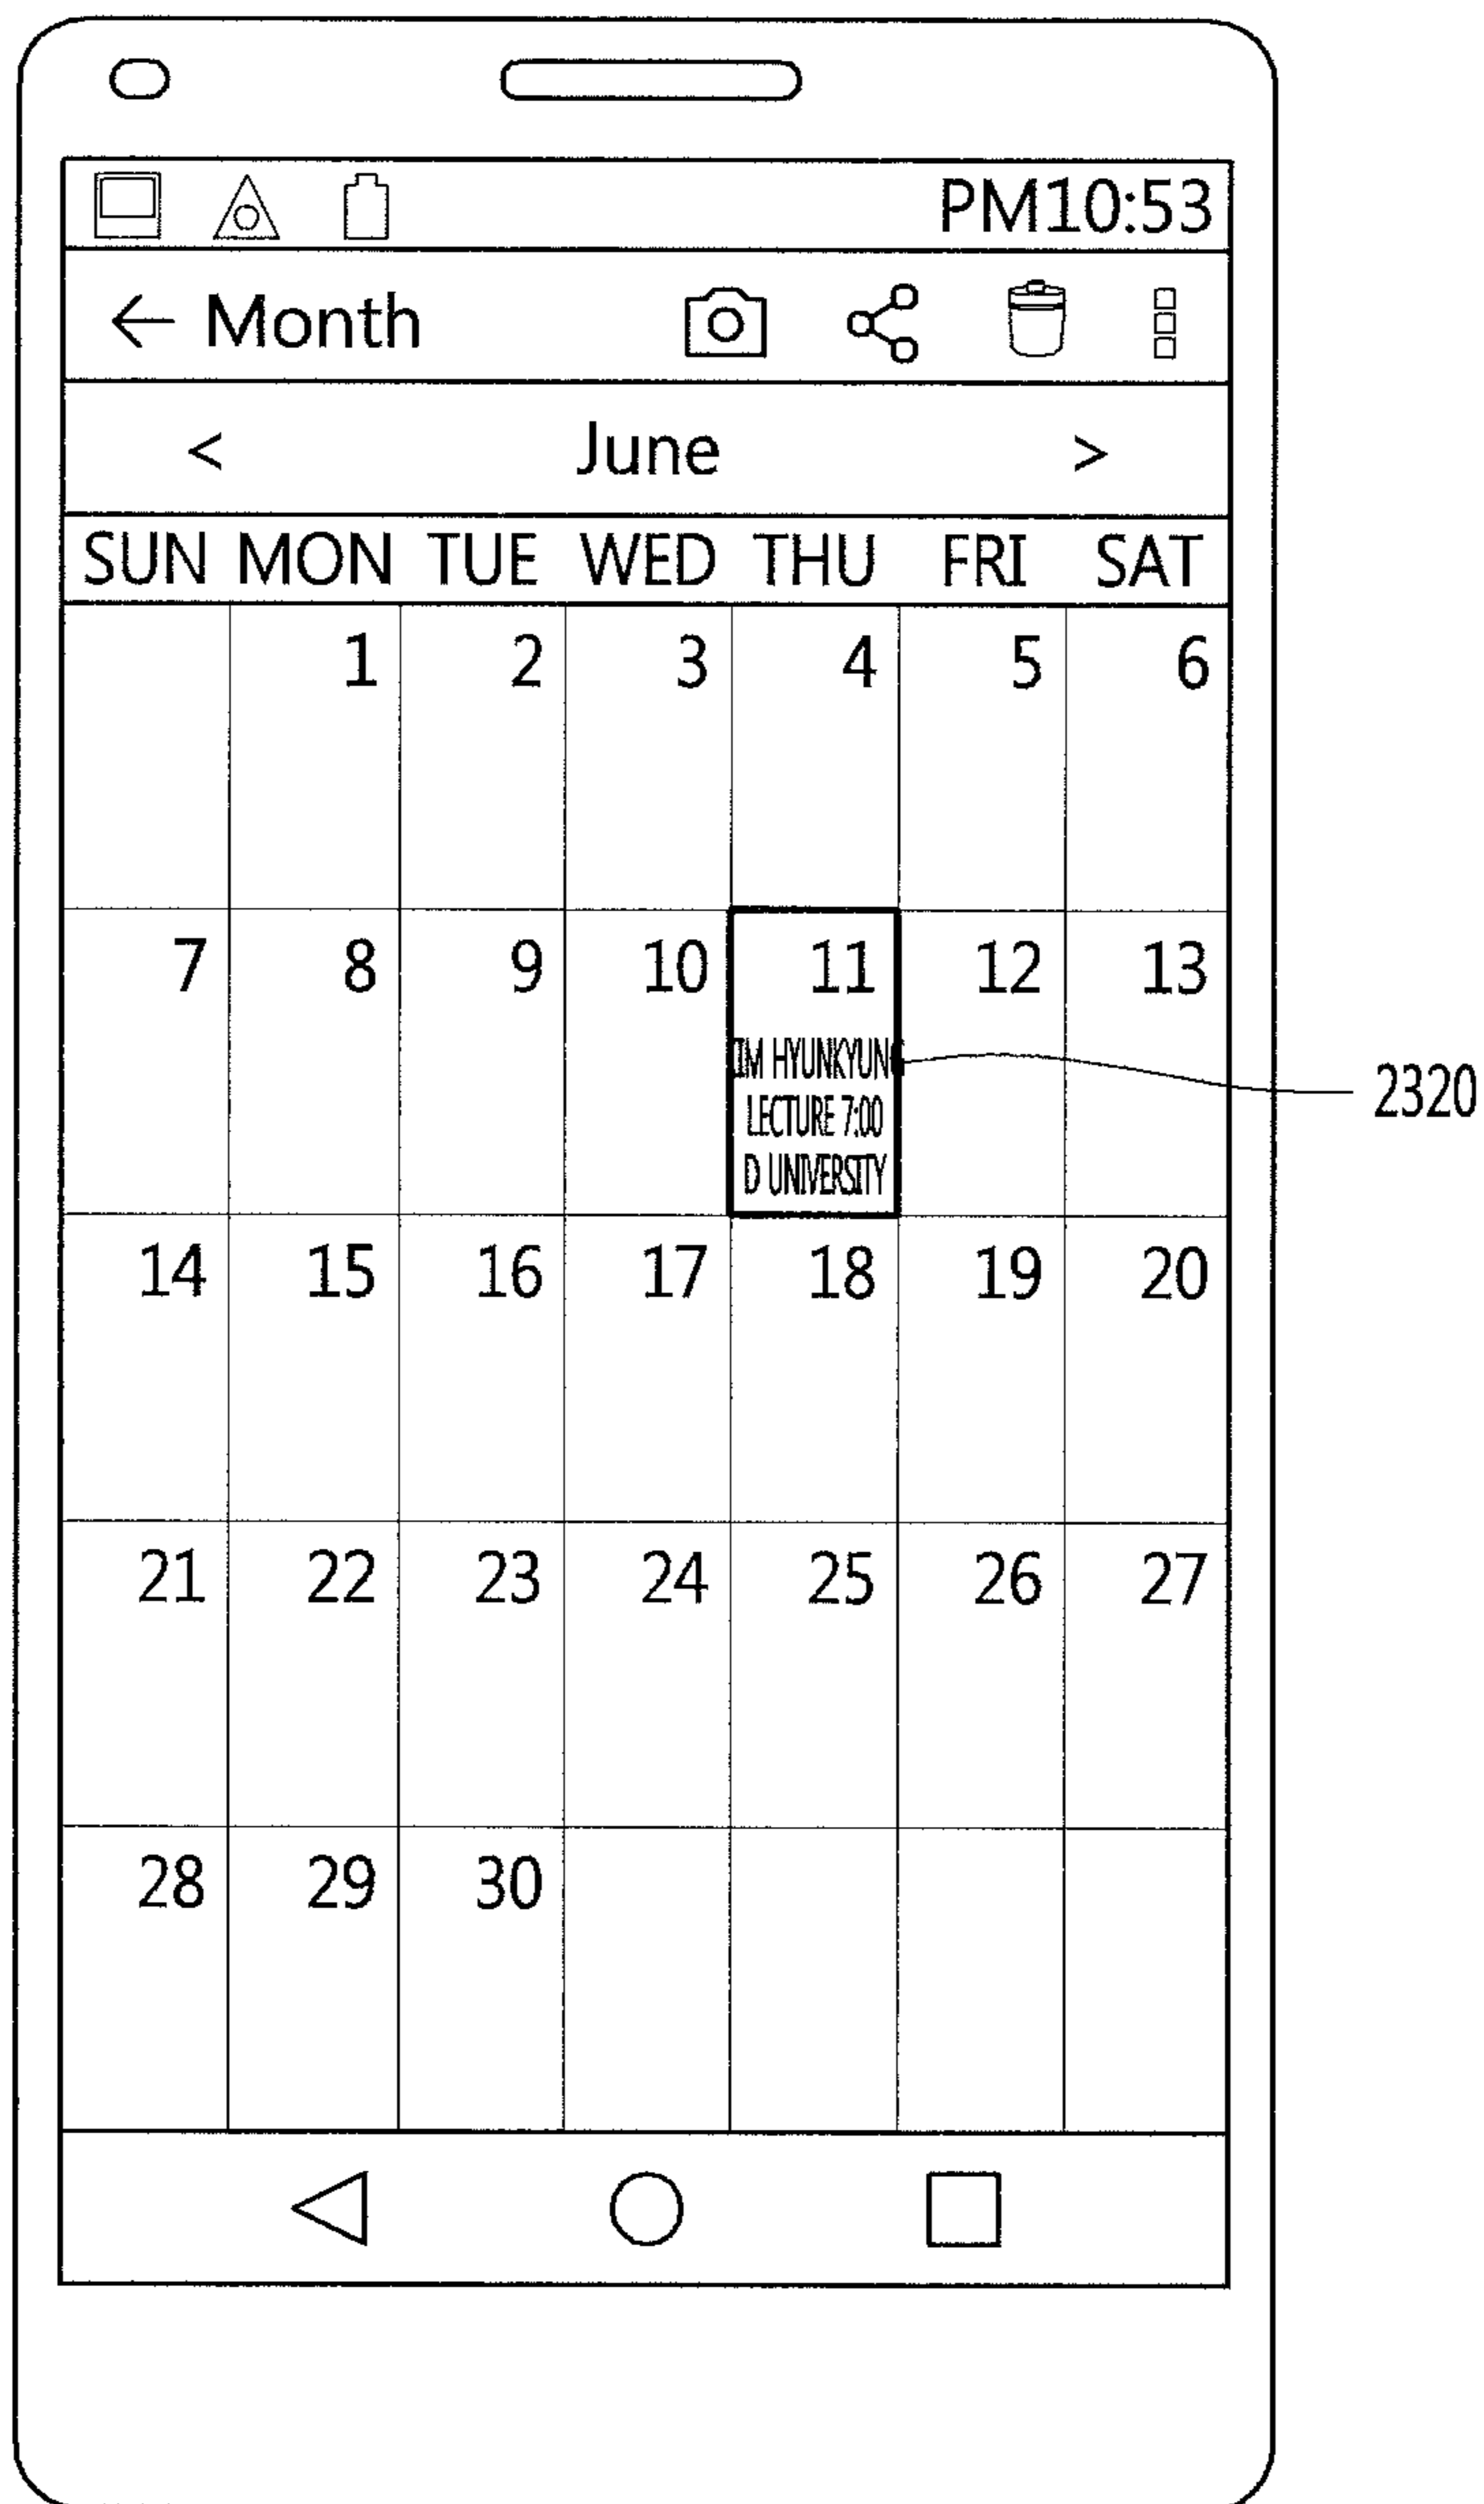 PM10:53
← Month
< June >
SUN MON TUE WED THU FRI SAT
1 2 3 4 5 6
7 8 9 10 11 12 13
IM HYUNKYUN
LECTURE 7:00
D UNIVERSITY
2320
14 15 16 17 18 19 20
21 22 23 24 25 26 27
28 29 30